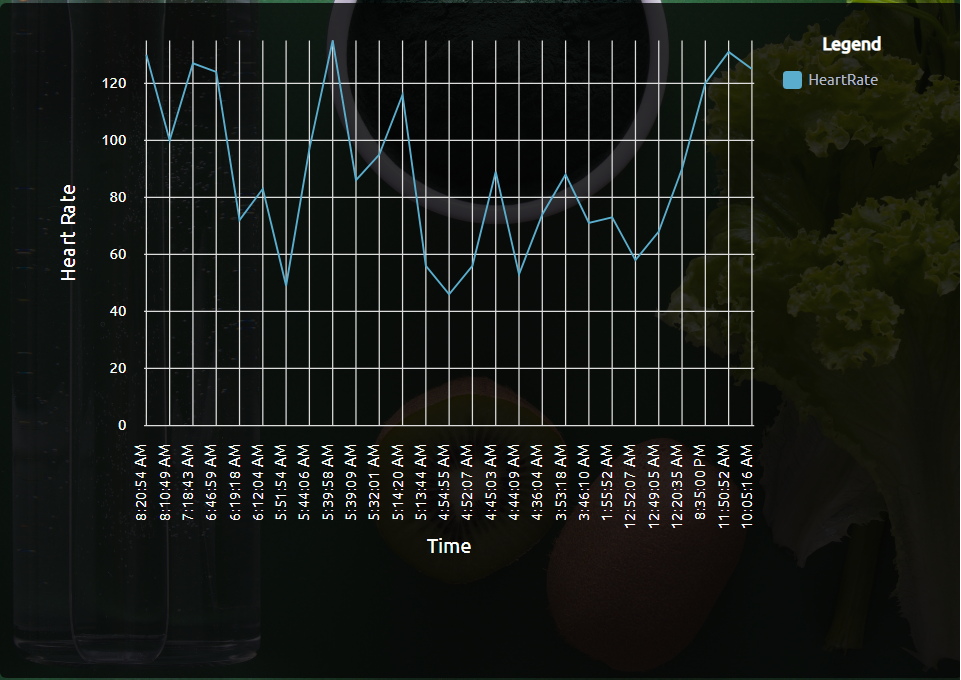 Legend
HeartRate
Heart Rate
120
100
80
60
40
20
0
8:20:54 AM
8:10:49 AM
7:18:43 AM
6:46:59 AM
6:19:18 AM
6:12:04 AM
5:51:54 AM
5:44:06 AM
5:39:58 AM
5:39:09 AM
5:32:01 AM
5:14:20 AM
5:13:44 AM
4:54:55 AM
4:52:07 AM
4:45:03 AM
4:44:09 AM
4:36:04 AM
3:53:18 AM
3:46:10 AM
1:55:52 AM
12:52:07 AM
12:49:05 AM
12:20:35 AM
8:35:00 PM
11:50:52 AM
10:05:16 AM
Time